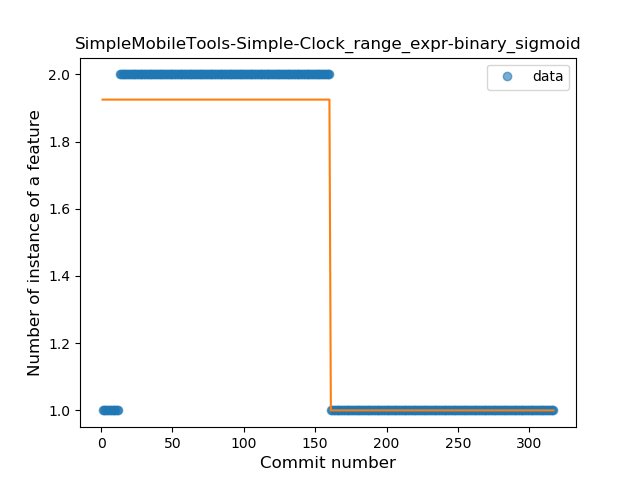 SimpleMobileTools-Simple-Clock_range_expr-binary_sigmoid
data
Number of instance of a feature
2.0
1.8
1.6
1.4
1.2
1.0
0 50 100 150 200 250 300
Commit number